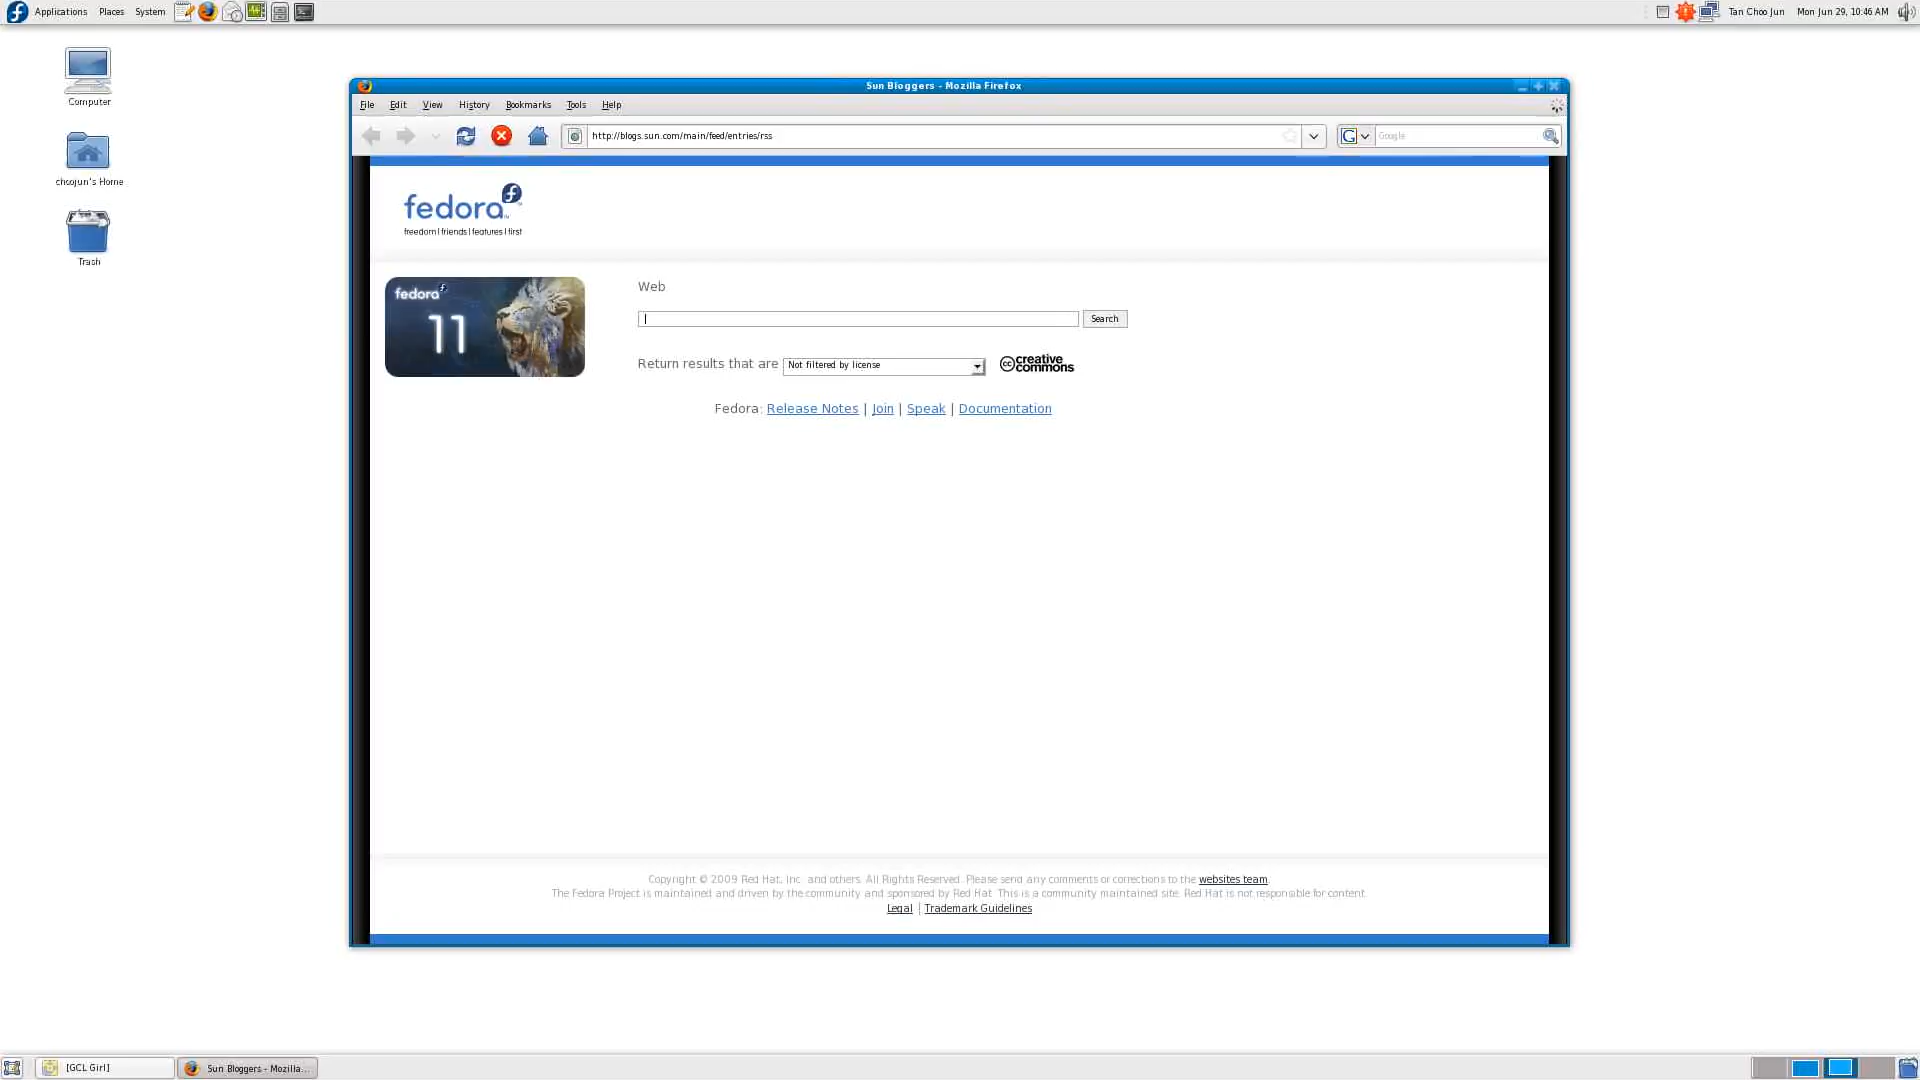 Applications Places System Tan Choo Jun Mon Jun 29, 10:46 AM
Computer
choojun's Home
Trash
Sun Bloggers - Mozilla Firefox
File Edit View History Bookmarks Tools Help
http://blogs.sun.com/main/feed/entries/rss
G Google
fedora
freedom | friends | features | first
fedora
11
Web
Search
Return results that are Not filtered by license
cc creative commons
Fedora: Release Notes | Join | Speak | Documentation
Copyright © 2009 Red Hat, Inc. and others. All Rights Reserved. Please send any comments or corrections to the websites team.
The Fedora Project is maintained and driven by the community and sponsored by Red Hat. This is a community maintained site. Red Hat is not responsible for content.
Legal | Trademark Guidelines
[GCL Girl] Sun Bloggers - Mozilla...